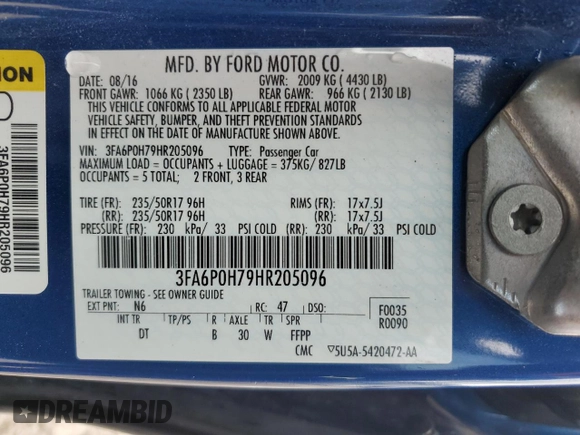 MFD. BY FORD MOTOR CO.
DATE: 08/16 GVWR: 2009 KG ( 4430 LB)
FRONT GAWR: 1066 KG ( 2350 LB) REAR GAWR: 966 KG ( 2130 LB)
THIS VEHICLE CONFORMS TO ALL APPLICABLE FEDERAL MOTOR
VEHICLE SAFETY, BUMPER, AND THEFT PREVENTION STANDARDS
IN EFFECT ON THE DATE OF MANUFACTURE SHOWN ABOVE.
VIN: 3FA6P0H79HR205096 TYPE: Passenger Car
MAXIMUM LOAD = OCCUPANTS + LUGGAGE = 375KG/ 827LB
OCCUPANTS = 5 TOTAL; 2 FRONT, 3 REAR
TIRE (FR): 235/50R17 96H RIMS (FR): 17x7.5J
(RR): 235/50R17 96H (RR): 17x7.5J
PRESSURE (FR): 230 kPa/ 33 PSI COLD (RR): 230 kPa/ 33 PSI COLD
3FA6P0H79HR205096
TRAILER TOWING - SEE OWNER GUIDE
EXT PNT: N6 RC: 47 DSO: F0035
INT TR TP/PS R AXLE TR SPR R0090
DT B 30 W FFPP
CMC 5U5A-5420472-AA
3FA6P0H79HR205096
STREAMBID